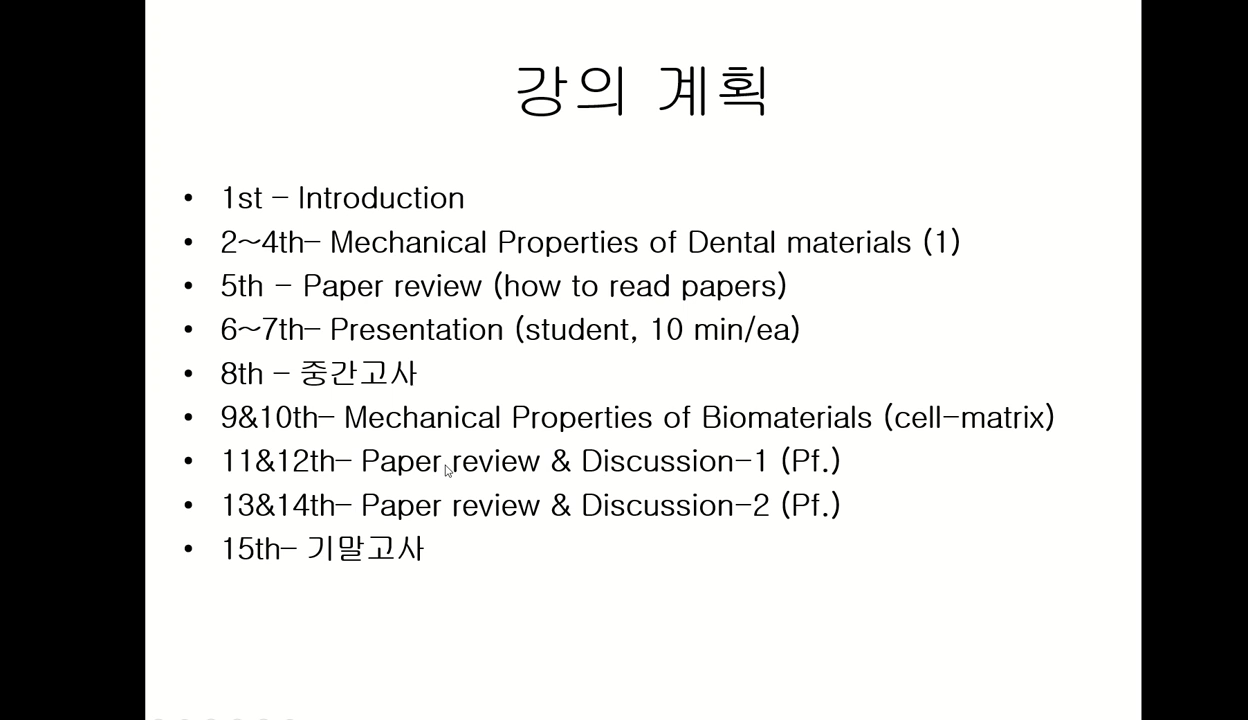 강의 계획
• 1st – Introduction
• 2~4th– Mechanical Properties of Dental materials (1)
• 5th – Paper review (how to read papers)
• 6~7th– Presentation (student, 10 min/ea)
• 8th – 중간고사
• 9&10th– Mechanical Properties of Biomaterials (cell-matrix)
• 11&12th– Paper review & Discussion-1 (Pf.)
• 13&14th– Paper review & Discussion-2 (Pf.)
• 15th– 기말고사